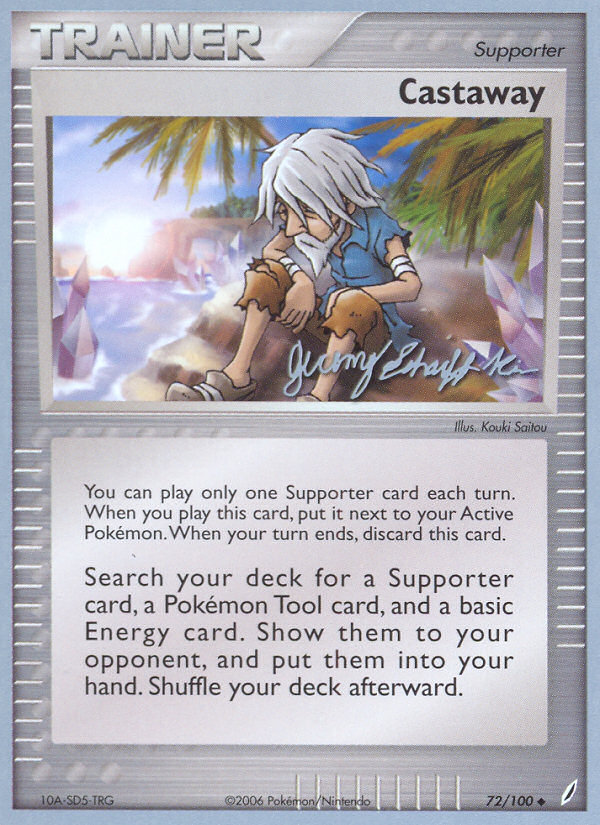 TRAINER
Supporter
Castaway
Jeremy Scharff-Kim
Illus. Kouki Saitou
You can play only one Supporter card each turn.
When you play this card, put it next to your Active
Pokémon. When your turn ends, discard this card.
Search your deck for a Supporter
card, a Pokémon Tool card, and a basic
Energy card. Show them to your
opponent, and put them into your
hand. Shuffle your deck afterward.
10A-SD5-TRG
©2006 Pokémon/Nintendo
72/100